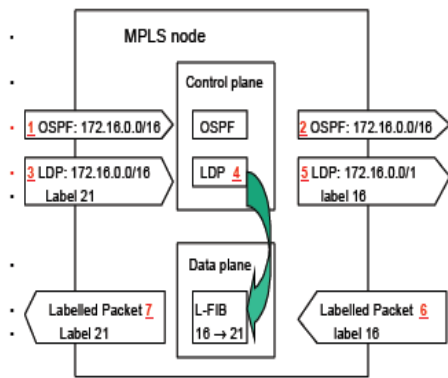 MPLS node
Control plane
1 OSPF: 172.16.0.0/16
OSPF
2 OSPF: 172.16.0.0/16
3 LDP: 172.16.0.0/16
Label 21
LDP 4
5 LDP: 172.16.0.0/1
label 16
Data plane
Labelled Packet 7
Label 21
L-FIB
16 → 21
Labelled Packet 6
label 16